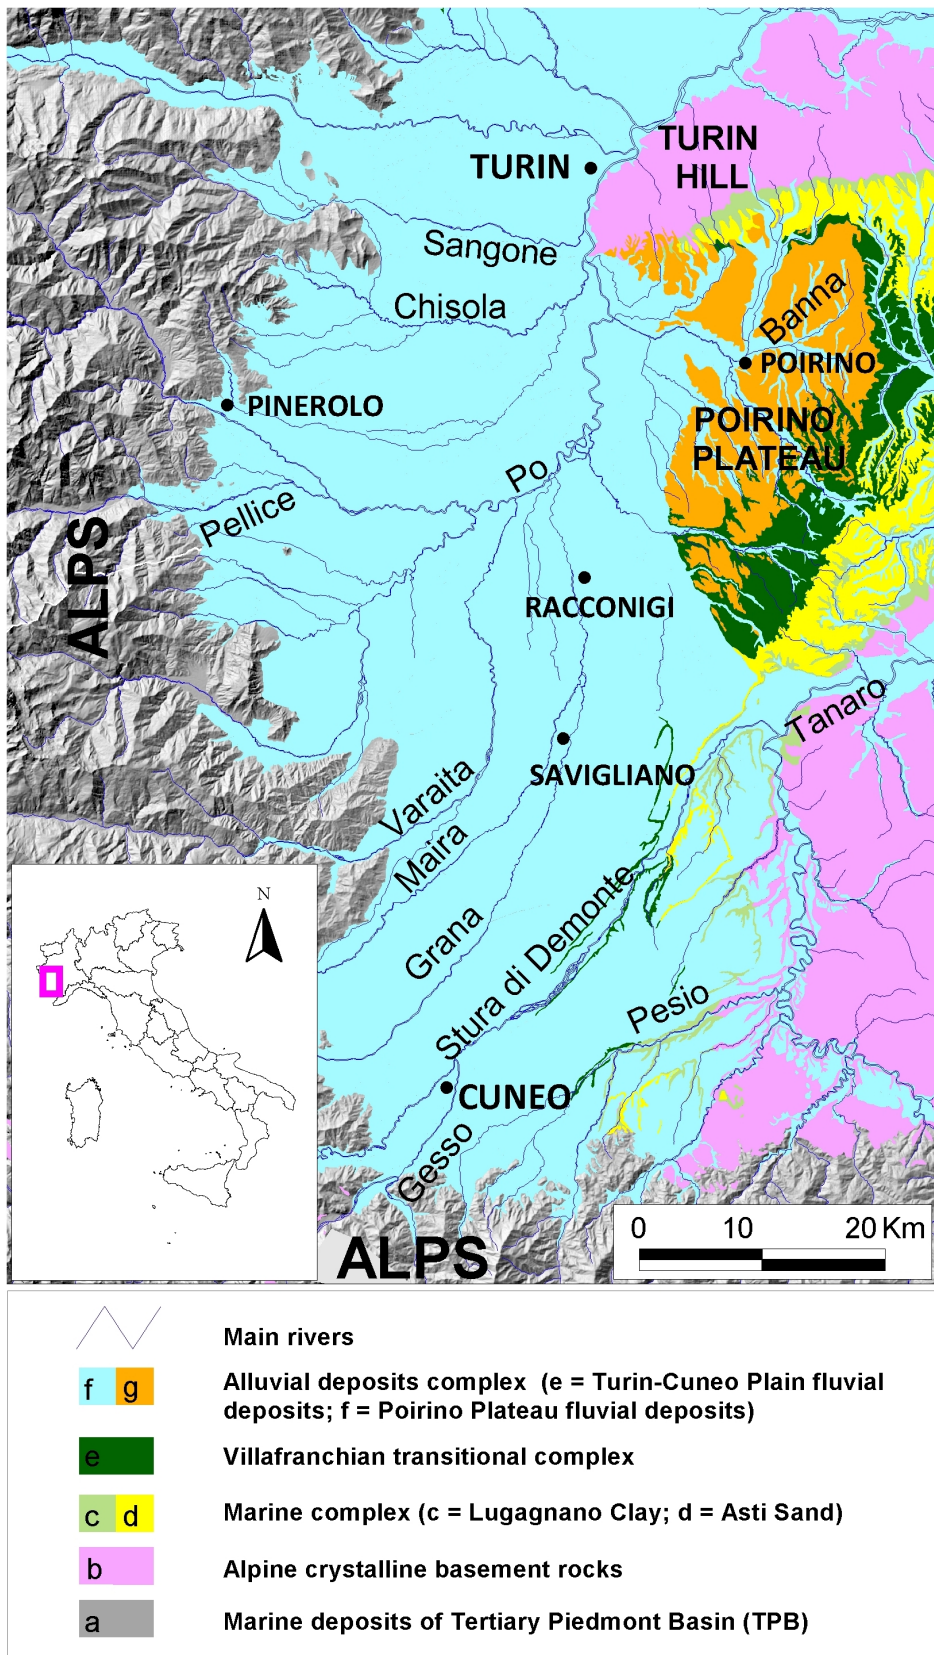 TURIN
TURIN
HILL
Sangone
Chisola
Banna
POIRINO
PINEROLO
POIRINO
PLATEAU
Po
Pellice
ALPS
RACCONIGI
Tanaro
SAVIGLIANO
Varaita
Maira
Grana
Stura di Demonte
Pesio
N
CUNEO
Gesso
ALPS
0 10 20 Km
Main rivers
f g Alluvial deposits complex (e = Turin-Cuneo Plain fluvial
deposits; f = Poirino Plateau fluvial deposits)
e Villafranchian transitional complex
c d Marine complex (c = Lugagnano Clay; d = Asti Sand)
b Alpine crystalline basement rocks
a Marine deposits of Tertiary Piedmont Basin (TPB)